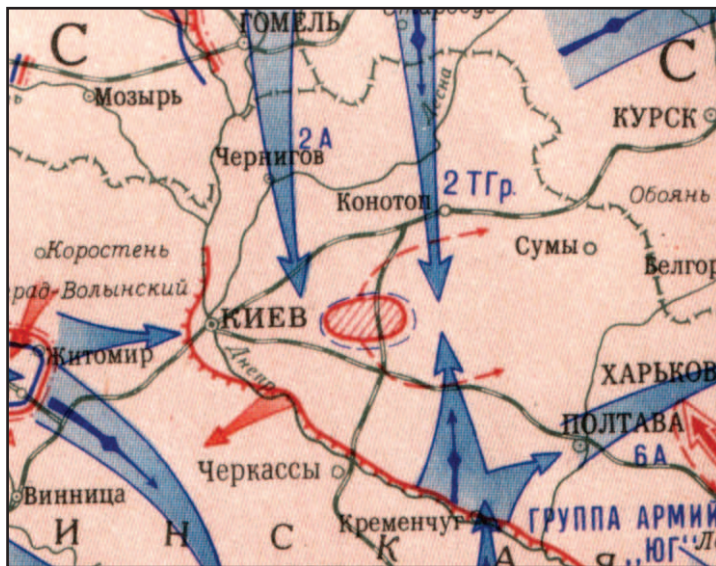 ГОМЕЛЬ
С
С
Мозырь
КУРСК
Десна
2 А
Чернигов
2 ТГр.
Конотоп
Обоянь
Сумы
Коростень
Белгор
рад-Волынский
КИЕВ
Житомир
Днепр
ХАРЬКОВ
ПОЛТАВА
6 А
Черкассы
Винница
Кременчуг
ГРУППА АРМИЙ
„ЮГ“
И Н С К А Я